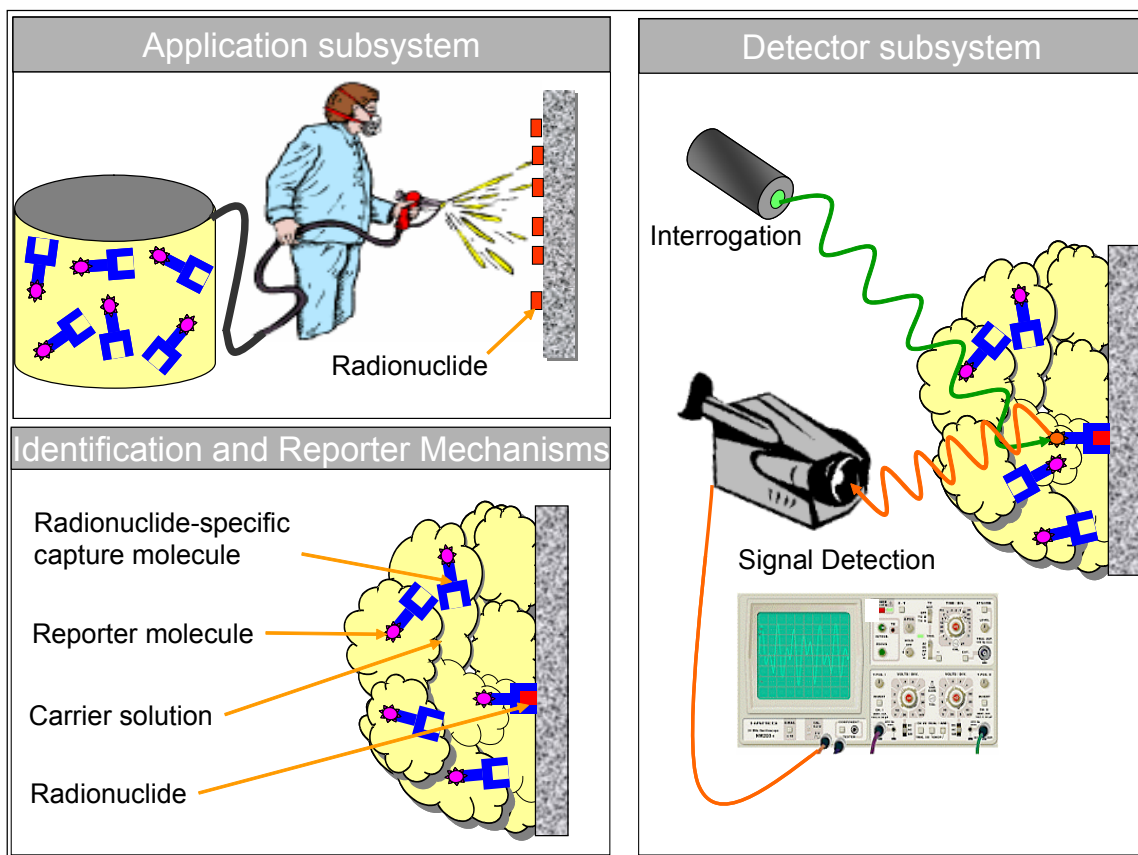 Application subsystem
Radionuclide
Identification and Reporter Mechanisms
Radionuclide-specific
capture molecule
Reporter molecule
Carrier solution
Radionuclide
Detector subsystem
Interrogation
Signal Detection